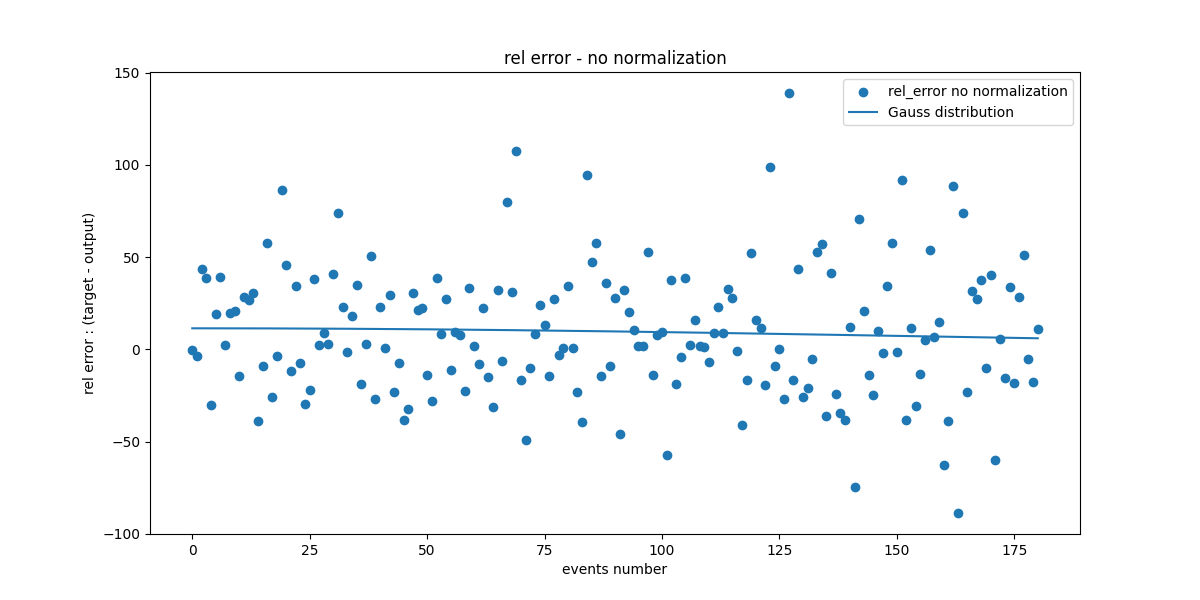 rel error - no normalization
rel_error no normalization
Gauss distribution
150
100
50
0
−50
−100
rel error : (target - output)
0 25 50 75 100 125 150 175
events number